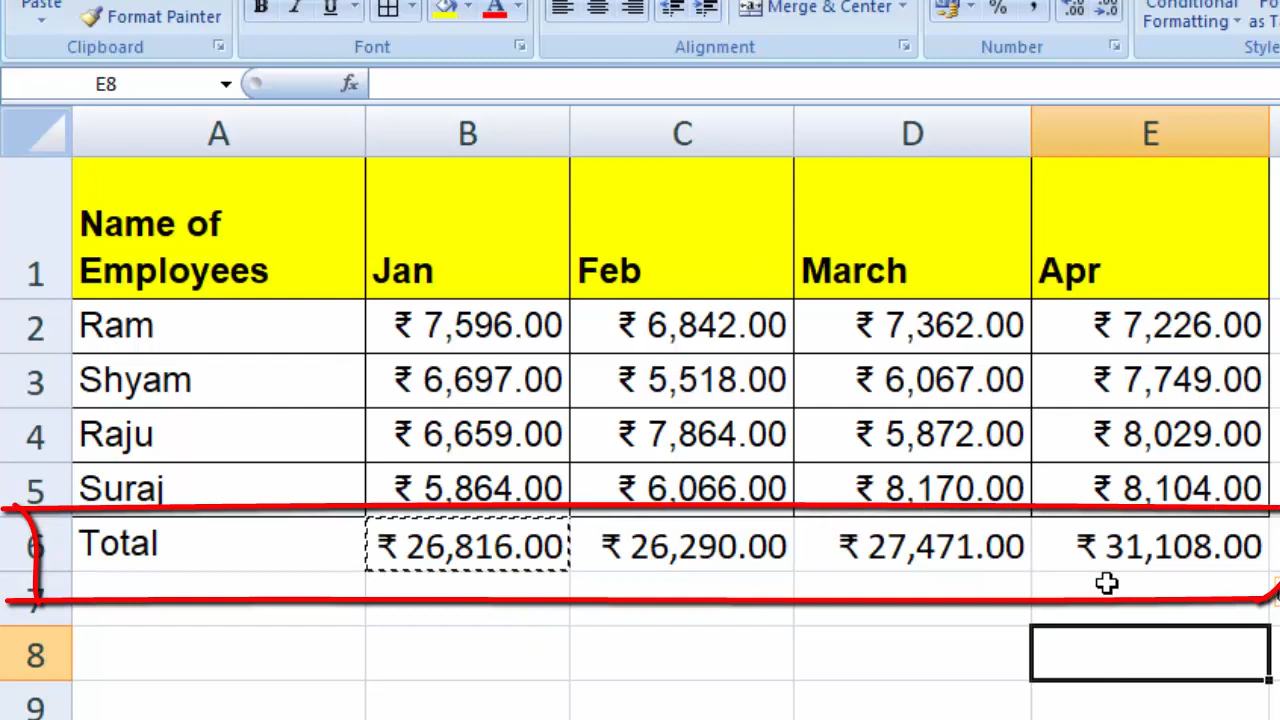 Paste
Format Painter
B I U
A
Merge & Center
%
,
.00
.0
Conditional
Formatting
as
Clipboard
Font
Alignment
Number
E8
fx
A B C D E
1 Name of
Employees Jan Feb March Apr
2 Ram ₹ 7,596.00 ₹ 6,842.00 ₹ 7,362.00 ₹ 7,226.00
3 Shyam ₹ 6,697.00 ₹ 5,518.00 ₹ 6,067.00 ₹ 7,749.00
4 Raju ₹ 6,659.00 ₹ 7,864.00 ₹ 5,872.00 ₹ 8,029.00
5 Suraj ₹ 5,864.00 ₹ 6,066.00 ₹ 8,170.00 ₹ 8,104.00
6 Total ₹ 26,816.00 ₹ 26,290.00 ₹ 27,471.00 ₹ 31,108.00
7
8
9